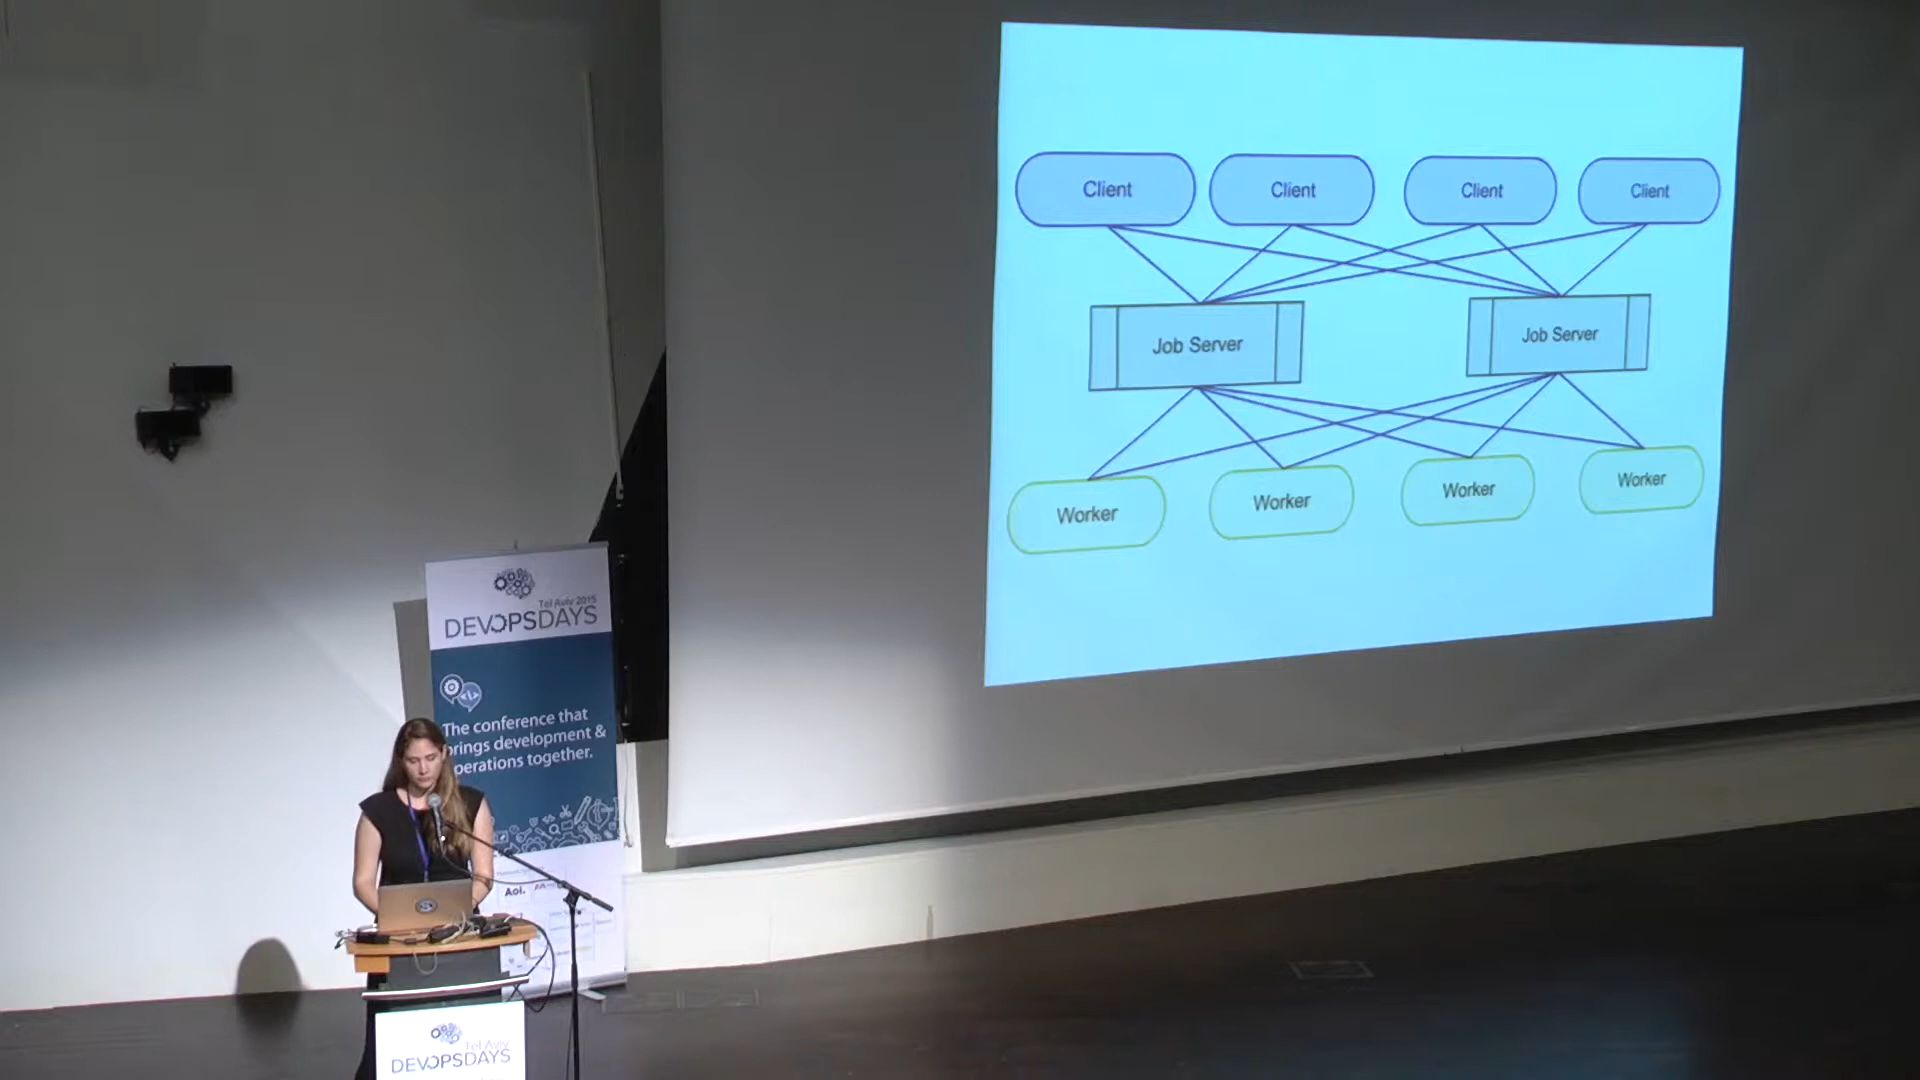 Client
Client
Client
Client
Job Server
Job Server
Worker
Worker
Worker
Worker
Tel Aviv 2015
DEVOPSDAYS
The conference that
brings development &
operations together.
Aol.
Tel Aviv
DEVOPSDAYS